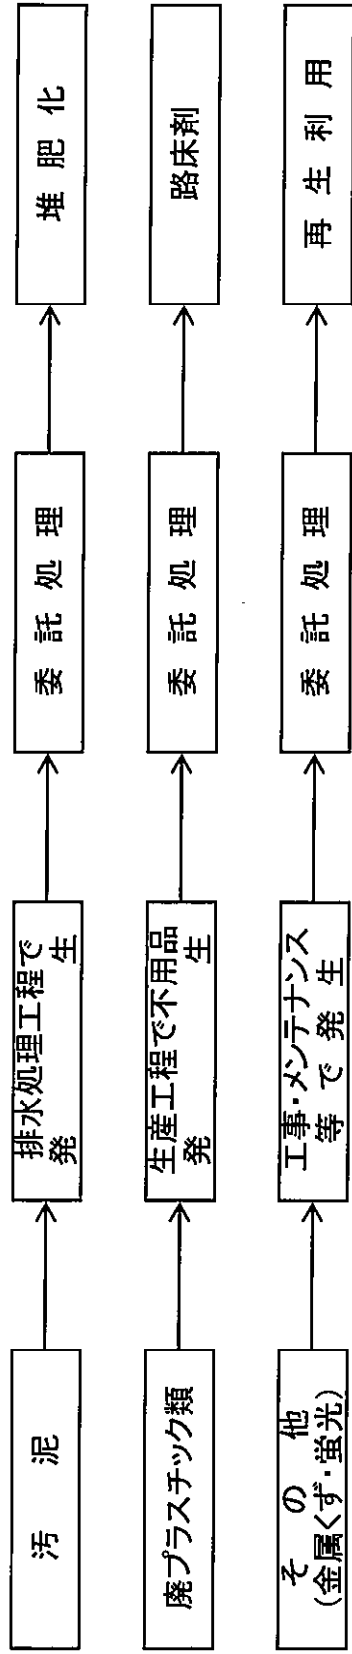 汚泥
排水処理工程で
発生
委託処理
堆肥化
廃プラスチック類
生産工程で不用品
発生
委託処理
路床剤
その他
(金属くず・蛍光)
工事・メンテナンス
等で発生
委託処理
再生利用